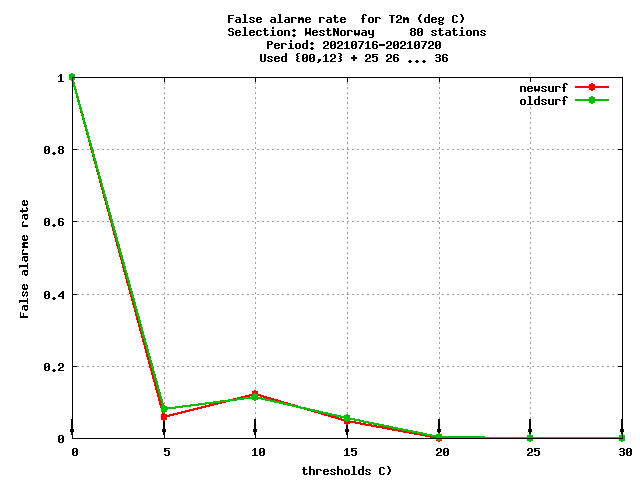 False alarme rate  for T2m (deg C)
Selection: WestNorway     80 stations
Period: 20210716-20210720
Used {00,12} + 25 26 ... 36
newsurf
oldsurf
False alarme rate
1
0.8
0.6
0.4
0.2
0
0 5 10 15 20 25 30
thresholds C)